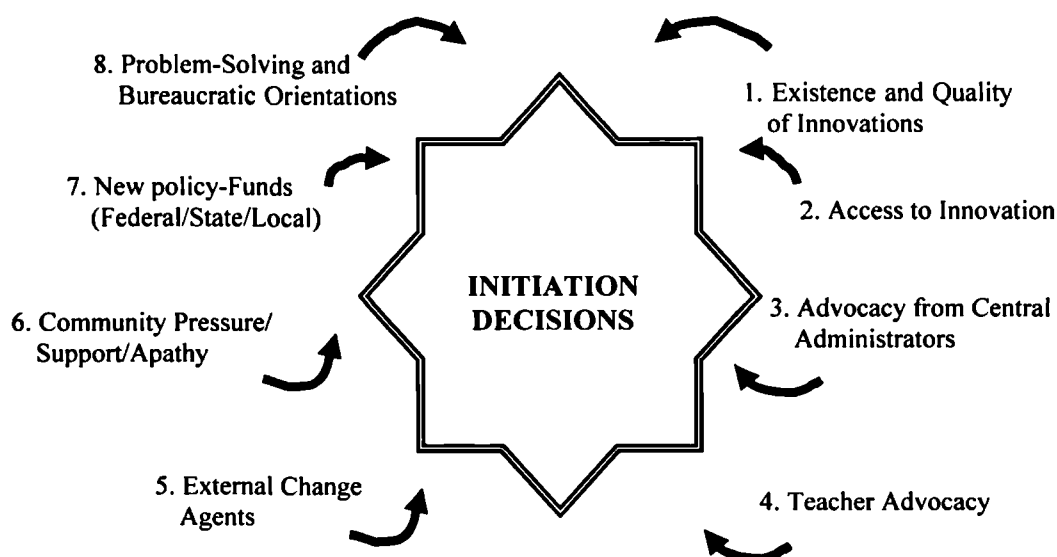 8. Problem-Solving and
Bureaucratic Orientations
1. Existence and Quality
of Innovations
7. New policy-Funds
(Federal/State/Local)
2. Access to Innovation
INITIATION
DECISIONS
6. Community Pressure/
Support/Apathy
3. Advocacy from Central
Administrators
5. External Change
Agents
4. Teacher Advocacy